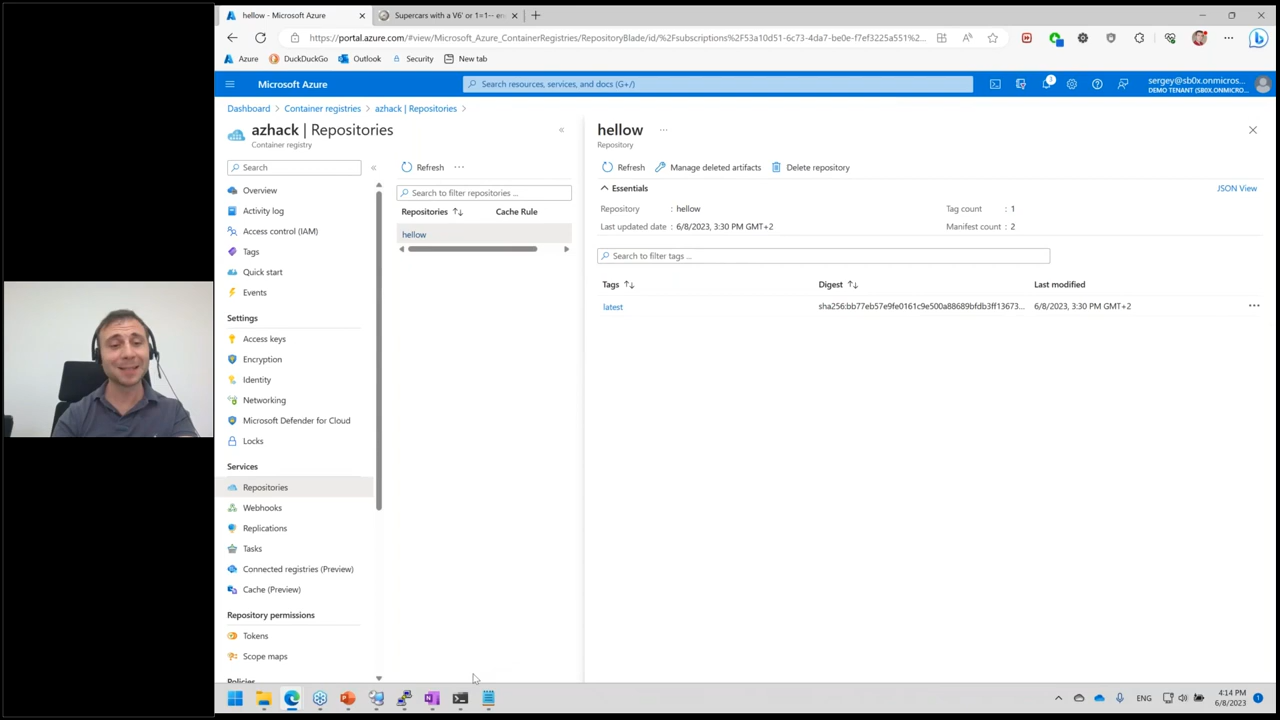 hellow - Microsoft Azure
Supercars with a V6' or 1=1-- en
https://portal.azure.com/#view/Microsoft_Azure_ContainerRegistries/RepositoryBlade/id/%2Fsubscriptions%2F53a10d51-6c73-4da7-be0e-f7ef3225a551%2...
Azure
DuckDuckGo
Outlook
Security
New tab
Microsoft Azure
Search resources, services, and docs (G+/)
1
sergey@sb0x.onmicros...
DEMO TENANT (SB0X.ONMICRO...
Dashboard > Container registries > azhack | Repositories >
azhack | Repositories
Container registry
Search
Overview
Activity log
Access control (IAM)
Tags
Quick start
Events
Settings
Access keys
Encryption
Identity
Networking
Microsoft Defender for Cloud
Locks
Services
Repositories
Webhooks
Replications
Tasks
Connected registries (Preview)
Cache (Preview)
Repository permissions
Tokens
Scope maps
Policies
Refresh
Search to filter repositories ...
Repositories
Cache Rule
hellow
hellow
Repository
Refresh
Manage deleted artifacts
Delete repository
Essentials
JSON View
Repository : hellow
Tag count : 1
Last updated date : 6/8/2023, 3:30 PM GMT+2
Manifest count : 2
Search to filter tags ...
Tags
Digest
Last modified
latest
sha256:bb77eb57e9fe0161c9e500a88689bfdb3ff13673...
6/8/2023, 3:30 PM GMT+2
ENG
4:14 PM
6/8/2023
1